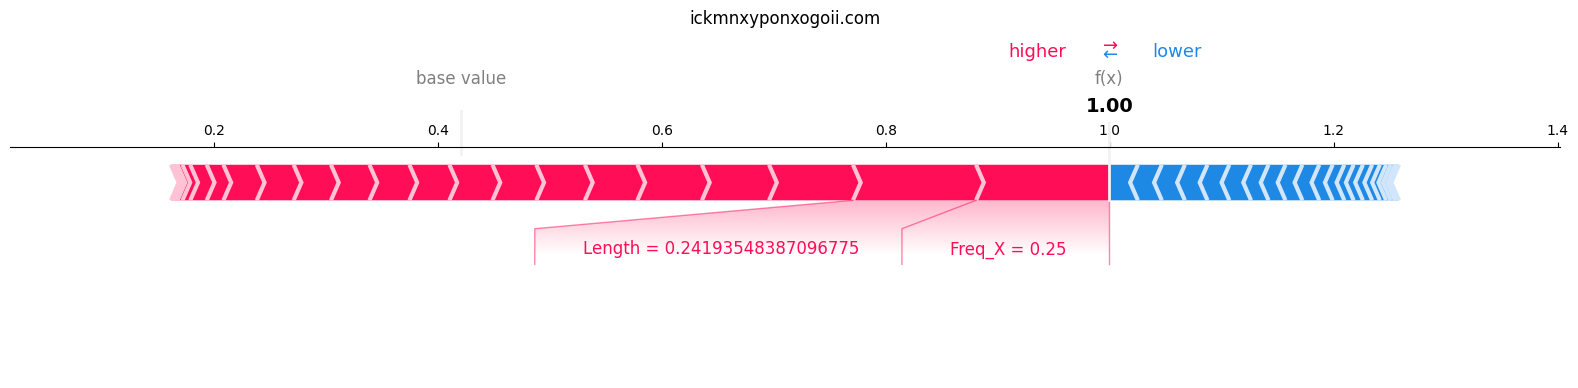 ickmnxyponxogoii.com
higher ⇄ lower
base value f(x)
1.00
0.2 0.4 0.6 0.8 1.0 1.2 1.4
Length = 0.24193548387096775 Freq_X = 0.25